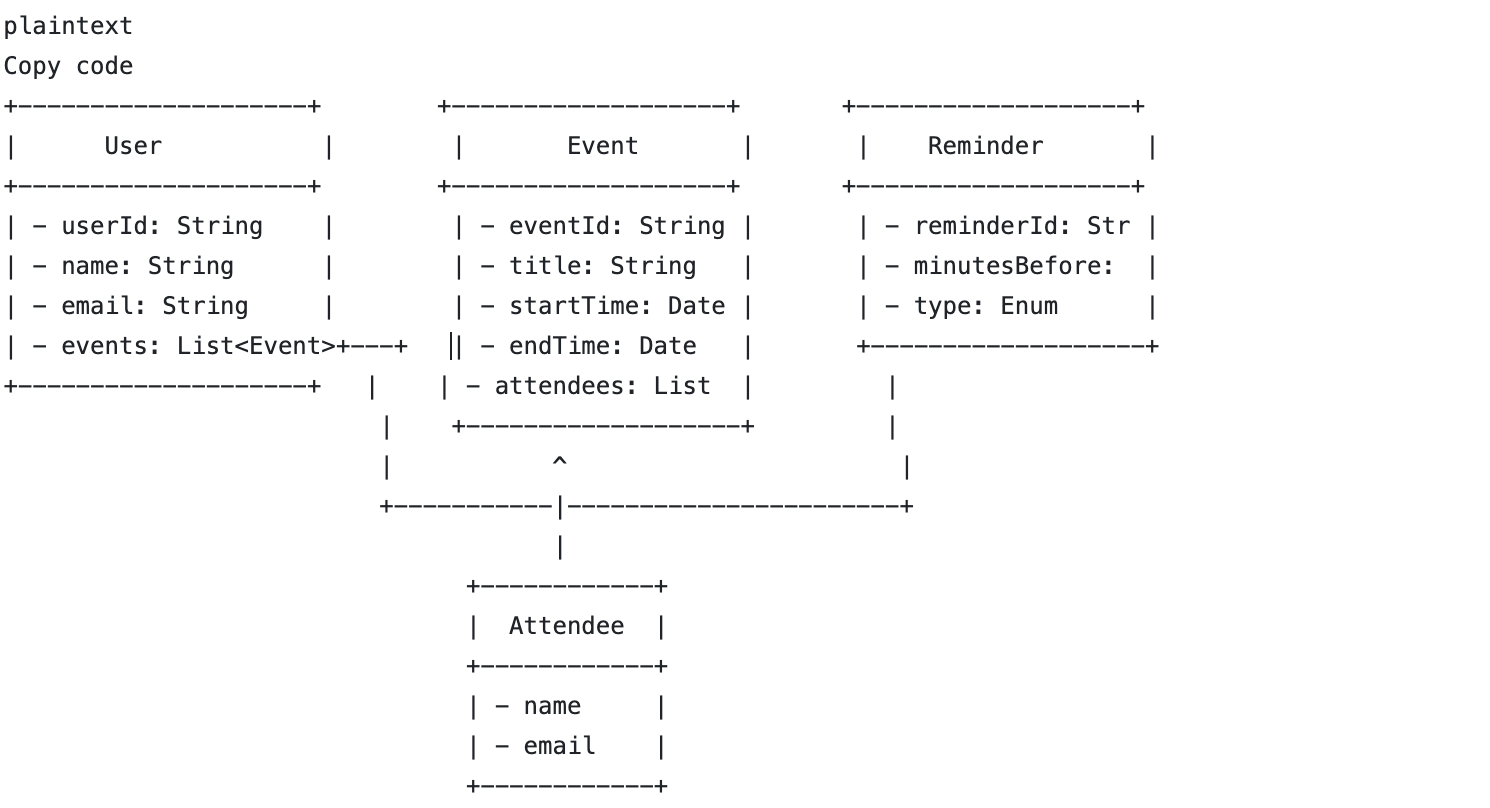 plaintext
Copy code
+--------------------+        +-------------------+       +-------------------+
|      User           |        |       Event       |       |    Reminder       |
+--------------------+        +-------------------+       +-------------------+
| - userId: String    |        | - eventId: String |       | - reminderId: Str |
| - name: String      |        | - title: String   |       | - minutesBefore:  |
| - email: String     |        | - startTime: Date |       | - type: Enum      |
| - events: List<Event>+---+   || - endTime: Date   |       +-------------------+
+--------------------+   |    | - attendees: List  |         |
                          |    +-------------------+         |
                          |           ^                       |
                          +-----------|-----------------------+
                                      |
                                +------------+
                                |  Attendee  |
                                +------------+
                                | - name     |
                                | - email    |
                                +------------+